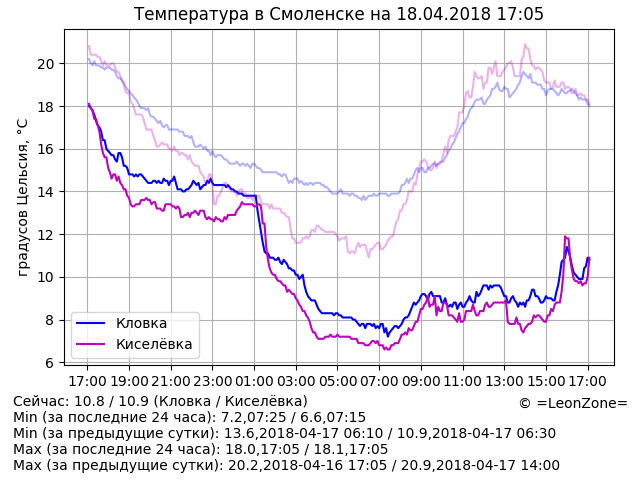 Температура в Смоленске на 18.04.2018 17:05
градусов Цельсия, °C
20
18
16
14
12
10
8
6
Кловка
Киселёвка
17:00 19:00 21:00 23:00 01:00 03:00 05:00 07:00 09:00 11:00 13:00 15:00 17:00
Сейчас: 10.8 / 10.9 (Кловка / Киселёвка)
© =LeonZone=
Min (за последние 24 часа): 7.2,07:25 / 6.6,07:15
Min (за предыдущие сутки): 13.6,2018-04-17 06:10 / 10.9,2018-04-17 06:30
Max (за последние 24 часа): 18.0,17:05 / 18.1,17:05
Max (за предыдущие сутки): 20.2,2018-04-16 17:05 / 20.9,2018-04-17 14:00